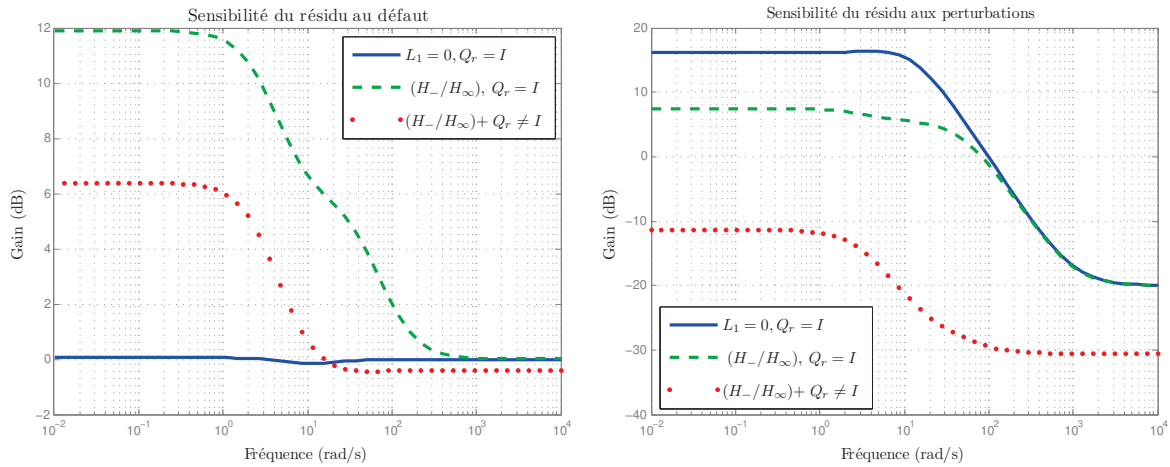 Sensibilité du résidu au défaut
12
10
8
6
4
2
0
−2
Gain (dB)
10^{-2}
10^{-1}
10^{0}
10^{1}
10^{2}
10^{3}
10^{4}
Fréquence (rad/s)
L_1 = 0, Q_r = I
(H_−/H_∞), Q_r = I
(H_−/H_∞)+ Q_r ≠ I
Sensibilité du résidu aux perturbations
20
10
0
−10
−20
−30
−40
Gain (dB)
10^{-2}
10^{-1}
10^{0}
10^{1}
10^{2}
10^{3}
10^{4}
Fréquence (rad/s)
L_1 = 0, Q_r = I
(H_−/H_∞), Q_r = I
(H_−/H_∞)+ Q_r ≠ I